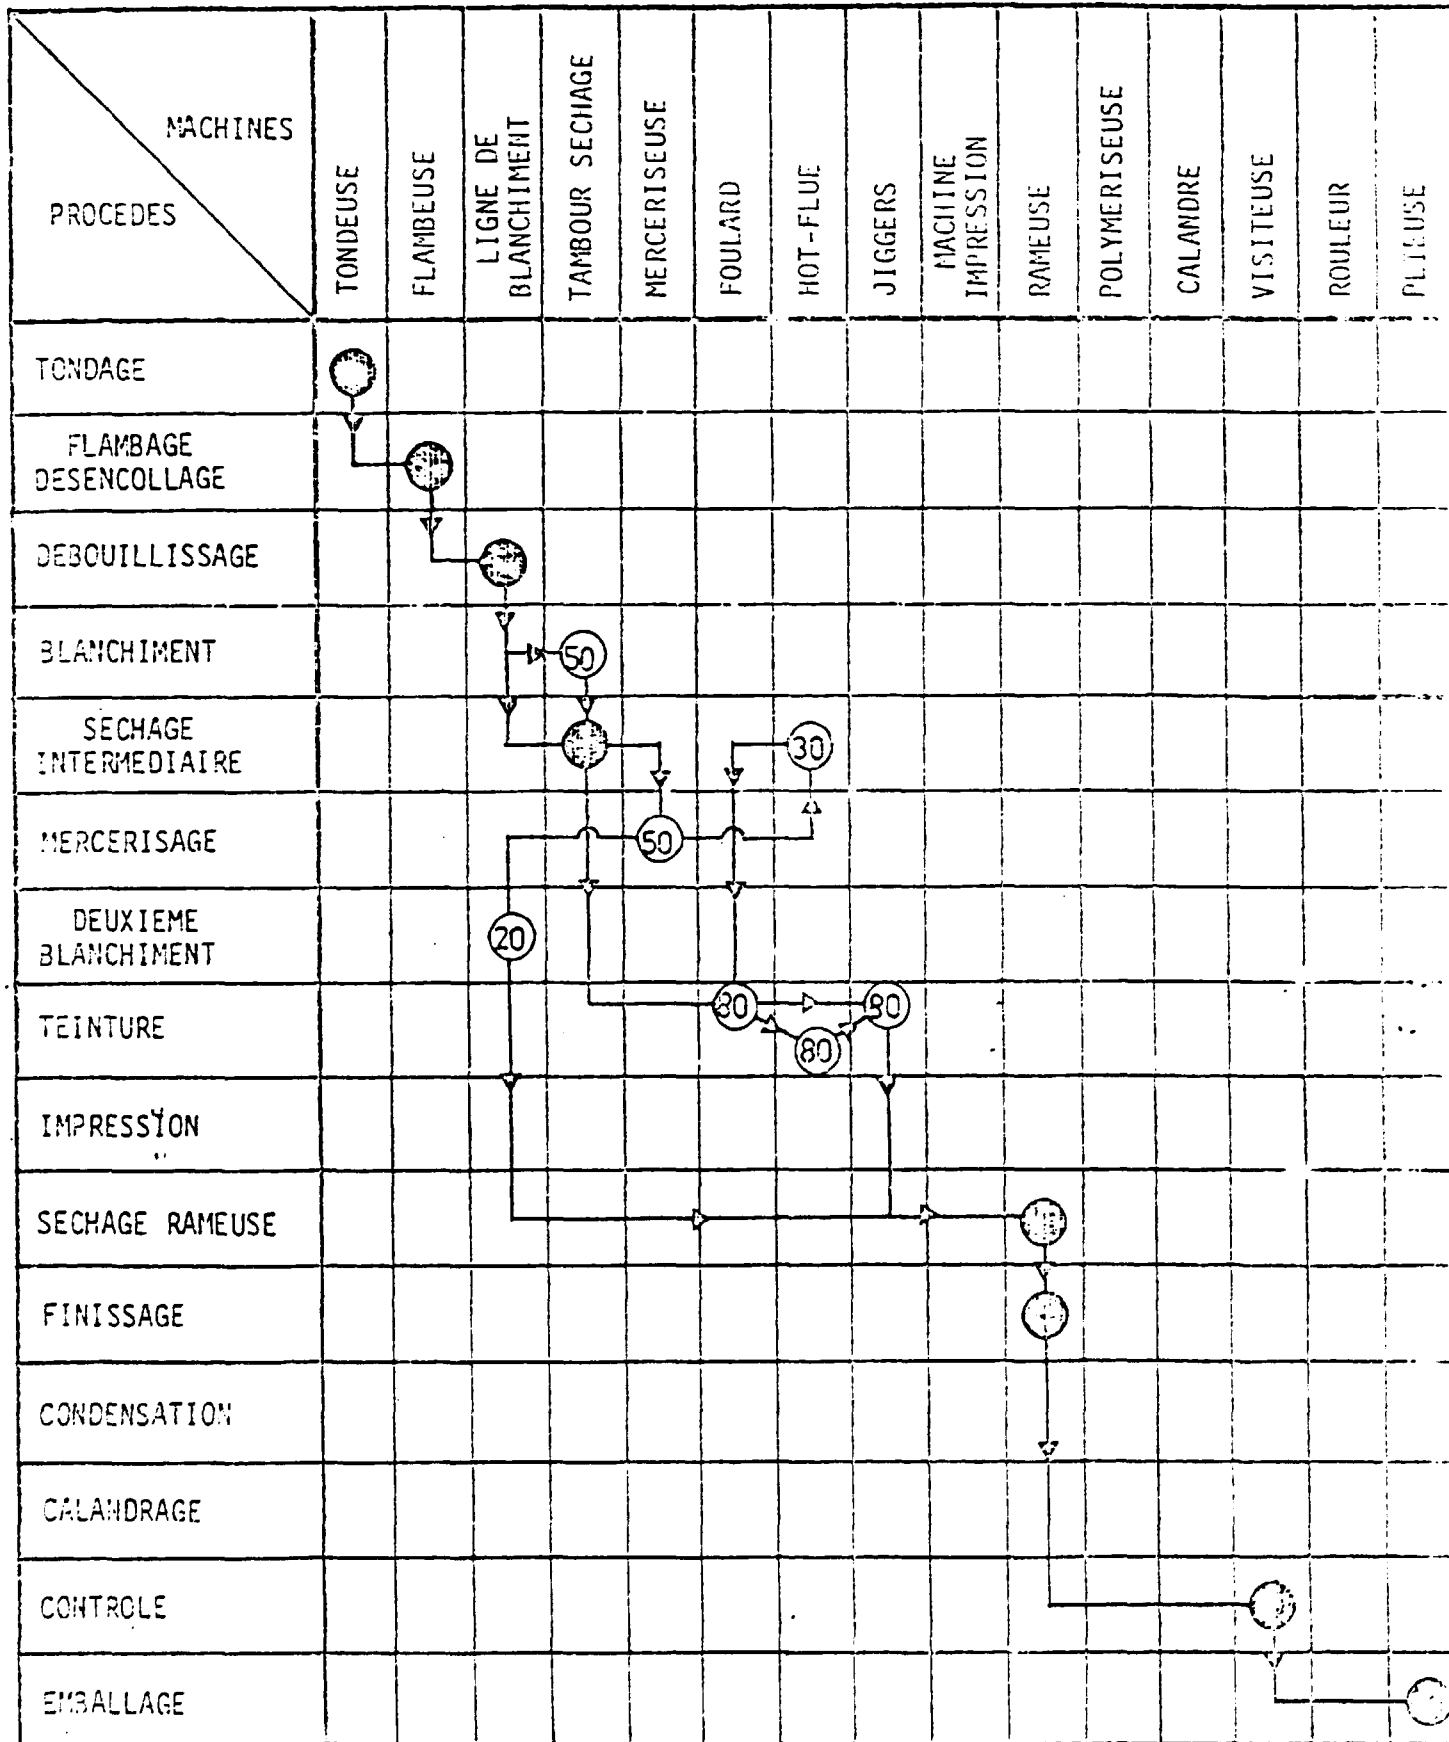 MACHINES
PROCEDES
TONDEUSE
FLAMBEUSE
LIGNE DE
BLANCHIMENT
TAMBOUR SECHAGE
MERCERISEUSE
FOULARD
HOT-FLUE
JIGGERS
MACHINE
IMPRESSION
RAMEUSE
POLYMERISEUSE
CALANDRE
VISITEUSE
ROULEUR
PLIEUSE
TONDAGE
FLAMBAGE
DESENCOLLAGE
DEBOUILLISSAGE
BLANCHIMENT
50
SECHAGE
INTERMEDIAIRE
30
MERCERISAGE
50
DEUXIEME
BLANCHIMENT
20
TEINTURE
80
80
80
IMPRESSION
SECHAGE RAMEUSE
FINISSAGE
CONDENSATION
CALANDRAGE
CONTROLE
EMBALLAGE